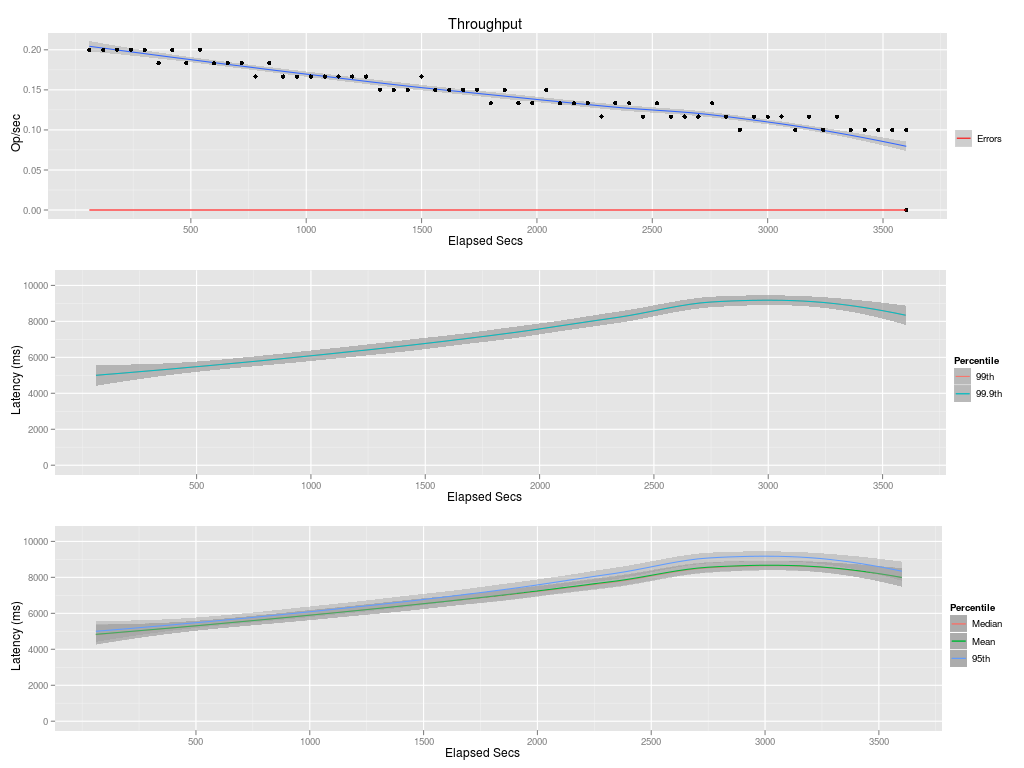 Throughput
Op/sec
0.20
0.15
0.10
0.05
0.00
500 1000 1500 2000 2500 3000 3500
Elapsed Secs
Errors
Latency (ms)
10000
8000
6000
4000
2000
0
500 1000 1500 2000 2500 3000 3500
Elapsed Secs
Percentile
99th
99.9th
Latency (ms)
10000
8000
6000
4000
2000
0
500 1000 1500 2000 2500 3000 3500
Elapsed Secs
Percentile
Median
Mean
95th